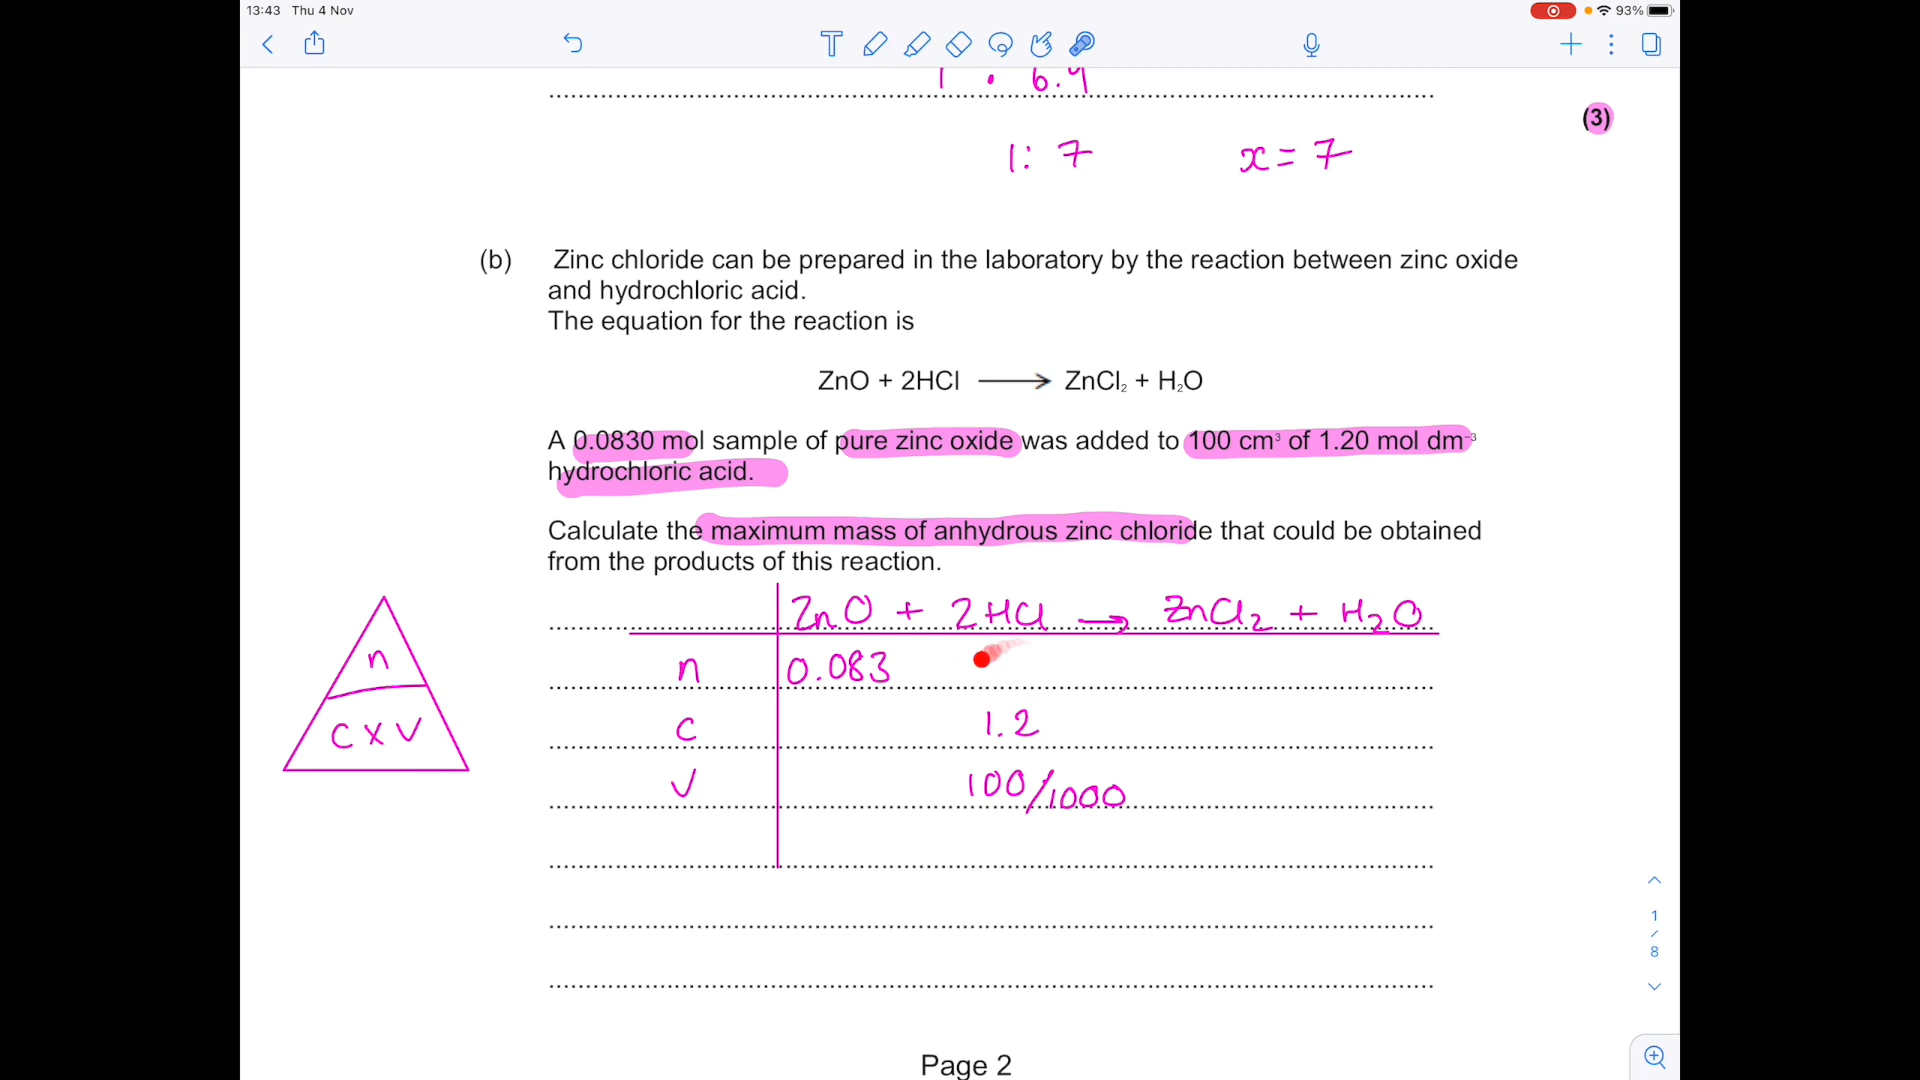 13:43 Thu 4 Nov
93%
T
1 : 6.9
(3)
1: 7 x = 7
(b) Zinc chloride can be prepared in the laboratory by the reaction between zinc oxide
and hydrochloric acid.
The equation for the reaction is
ZnO + 2HCl ⟶ ZnCl₂ + H₂O
A 0.0830 mol sample of pure zinc oxide was added to 100 cm³ of 1.20 mol dm⁻³
hydrochloric acid.
Calculate the maximum mass of anhydrous zinc chloride that could be obtained
from the products of this reaction.
ZnO + 2HCl → ZnCl₂ + H₂O
n
c x v
n 0.083
c 1.2
v 100/1000
1
/
8
Page 2